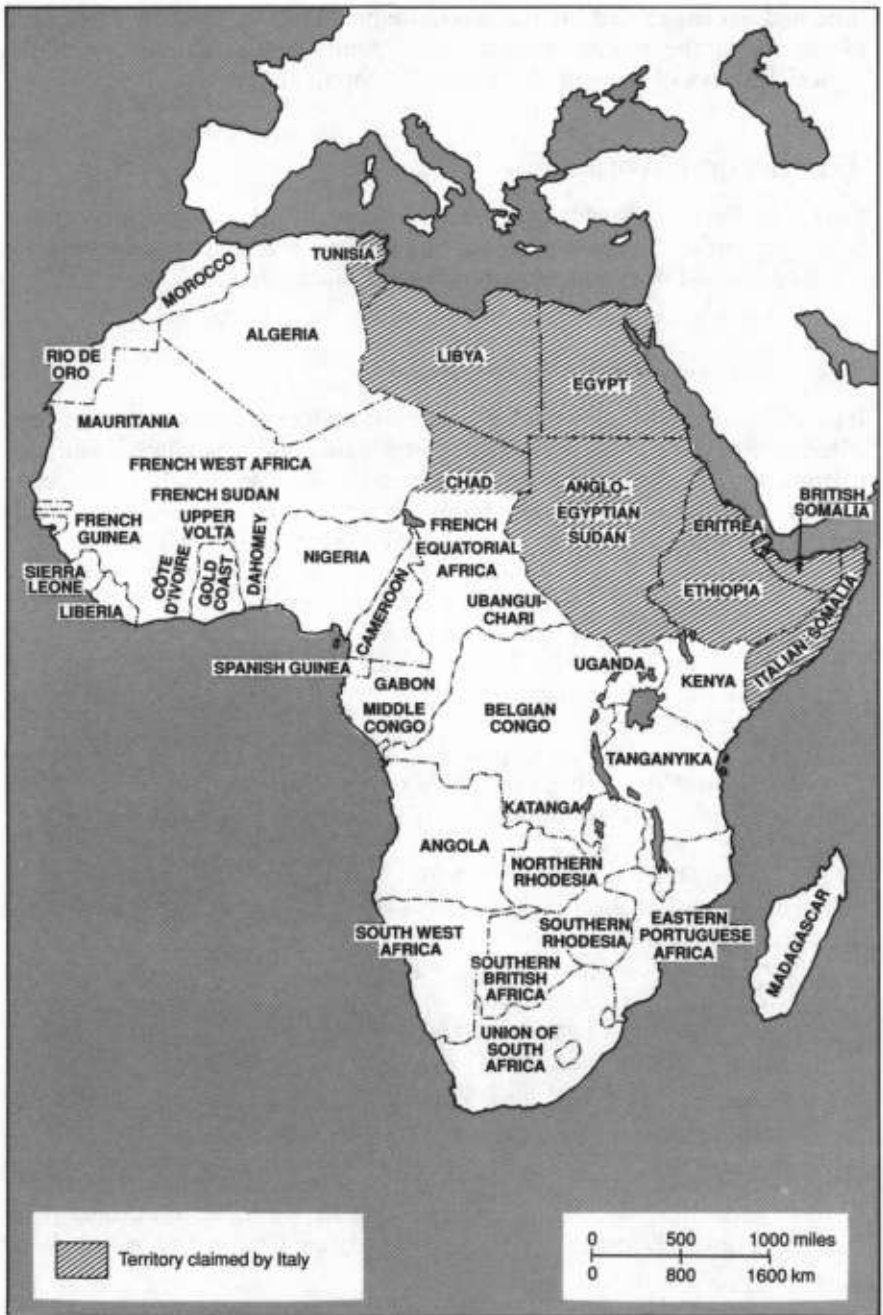 TUNISIA
MOROCCO
ALGERIA
LIBYA
EGYPT
RIO DE
ORO
MAURITANIA
FRENCH WEST AFRICA
FRENCH SUDAN
CHAD
ANGLO-
EGYPTIAN
SUDAN
BRITISH
SOMALIA
ERITREA
FRENCH
GUINEA
UPPER
VOLTA
DAHOMEY
NIGERIA
FRENCH
EQUATORIAL
AFRICA
SIERRA
LEONE
CÔTE
D'IVOIRE
GOLD
COAST
LIBERIA
CAMEROON
UBANGUI-
CHARI
ETHIOPIA
ITALIAN SOMALIA
SPANISH GUINEA
GABON
MIDDLE
CONGO
BELGIAN
CONGO
UGANDA
KENYA
TANGANYIKA
KATANGA
ANGOLA
NORTHERN
RHODESIA
SOUTH WEST
AFRICA
SOUTHERN
RHODESIA
EASTERN
PORTUGUESE
AFRICA
MADAGASCAR
SOUTHERN
BRITISH
AFRICA
UNION OF
SOUTH
AFRICA
Territory claimed by Italy
0 500 1000 miles
0 800 1600 km